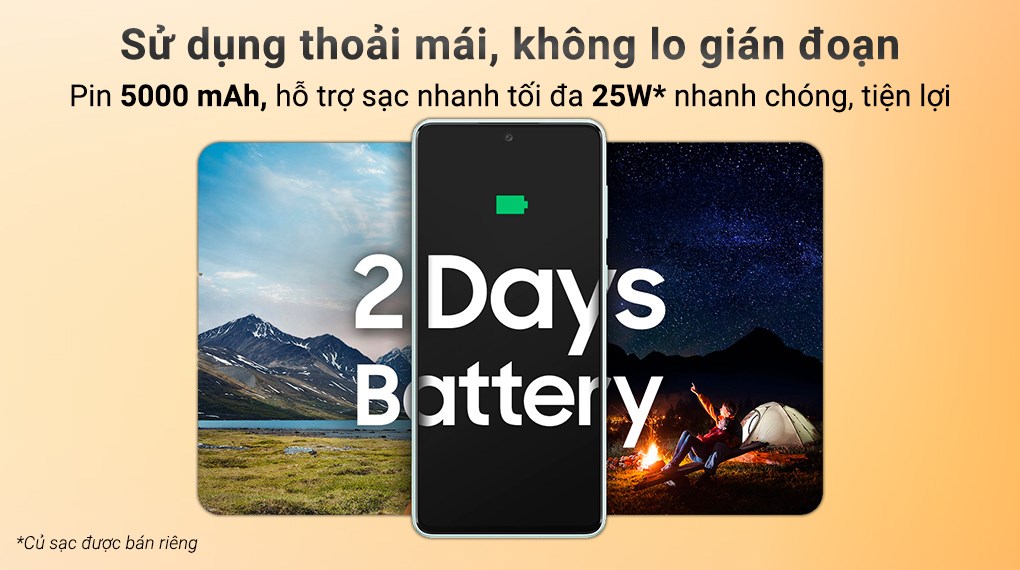 Sử dụng thoải mái, không lo gián đoạn
Pin 5000 mAh, hỗ trợ sạc nhanh tối đa 25W* nhanh chóng, tiện lợi
2 Days
Battery
*Củ sạc được bán riêng